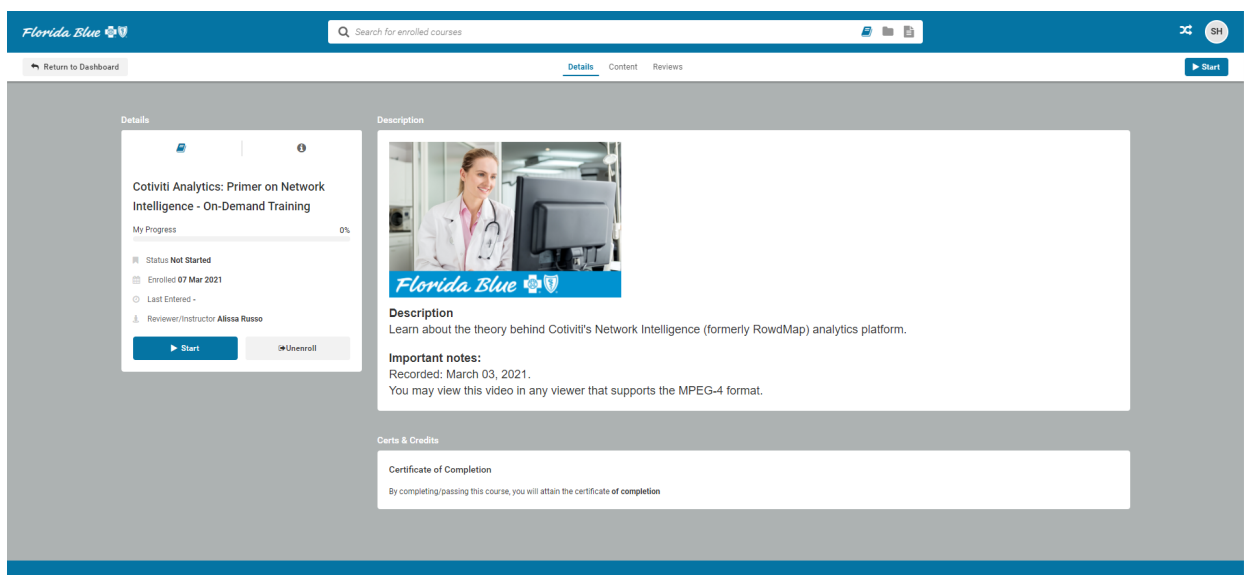 Florida Blue
Search for enrolled courses
SH
Return to Dashboard
Details Content Reviews
Start
Details
Cotiviti Analytics: Primer on Network
Intelligence - On-Demand Training
My Progress 0%
Status Not Started
Enrolled 07 Mar 2021
Last Entered -
Reviewer/Instructor Alissa Russo
Start Unenroll
Description
Florida Blue
Description
Learn about the theory behind Cotiviti's Network Intelligence (formerly RowdMap) analytics platform.
Important notes:
Recorded: March 03, 2021.
You may view this video in any viewer that supports the MPEG-4 format.
Certs & Credits
Certificate of Completion
By completing/passing this course, you will attain the certificate of completion